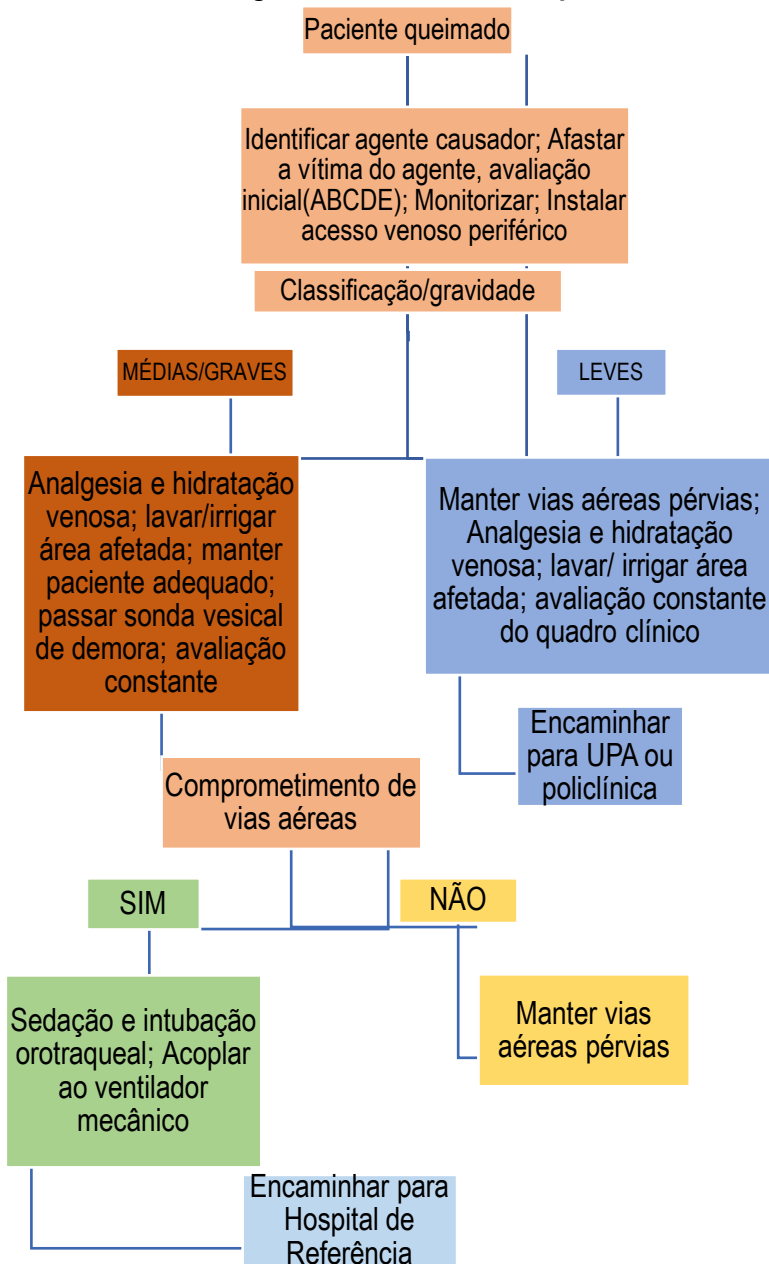 Paciente queimado
Identificar agente causador; Afastar
a vítima do agente, avaliação
inicial(ABCDE); Monitorizar; Instalar
acesso venoso periférico
Classificação/gravidade
MÉDIAS/GRAVES
LEVES
Analgesia e hidratação
venosa; lavar/irrigar
área afetada; manter
paciente adequado;
passar sonda vesical
de demora; avaliação
constante
Manter vias aéreas pérvias;
Analgesia e hidratação
venosa; lavar/ irrigar área
afetada; avaliação constante
do quadro clínico
Encaminhar
para UPA ou
policlínica
Comprometimento de
vias aéreas
SIM
NÃO
Sedação e intubação
orotraqueal; Acoplar
ao ventilador
mecânico
Manter vias
aéreas pérvias
Encaminhar para
Hospital de
Referência